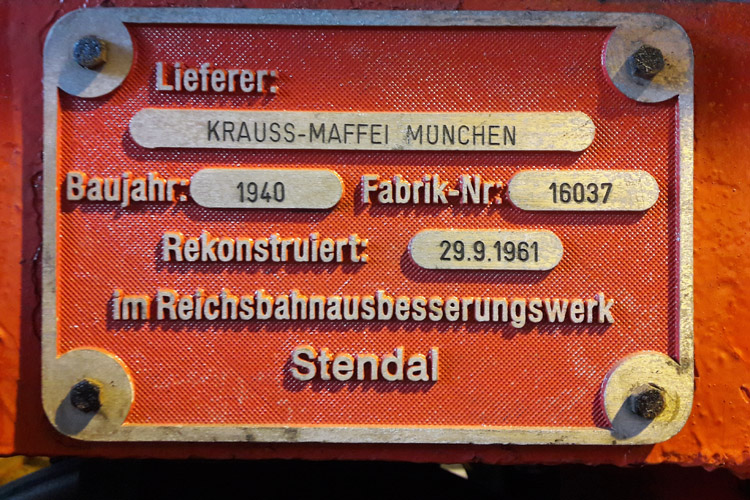 Lieferer:
KRAUSS-MAFFEI MÜNCHEN
Baujahr: 1940 Fabrik-Nr: 16037
Rekonstruiert: 29.9.1961
im Reichsbahnausbesserungswerk
Stendal